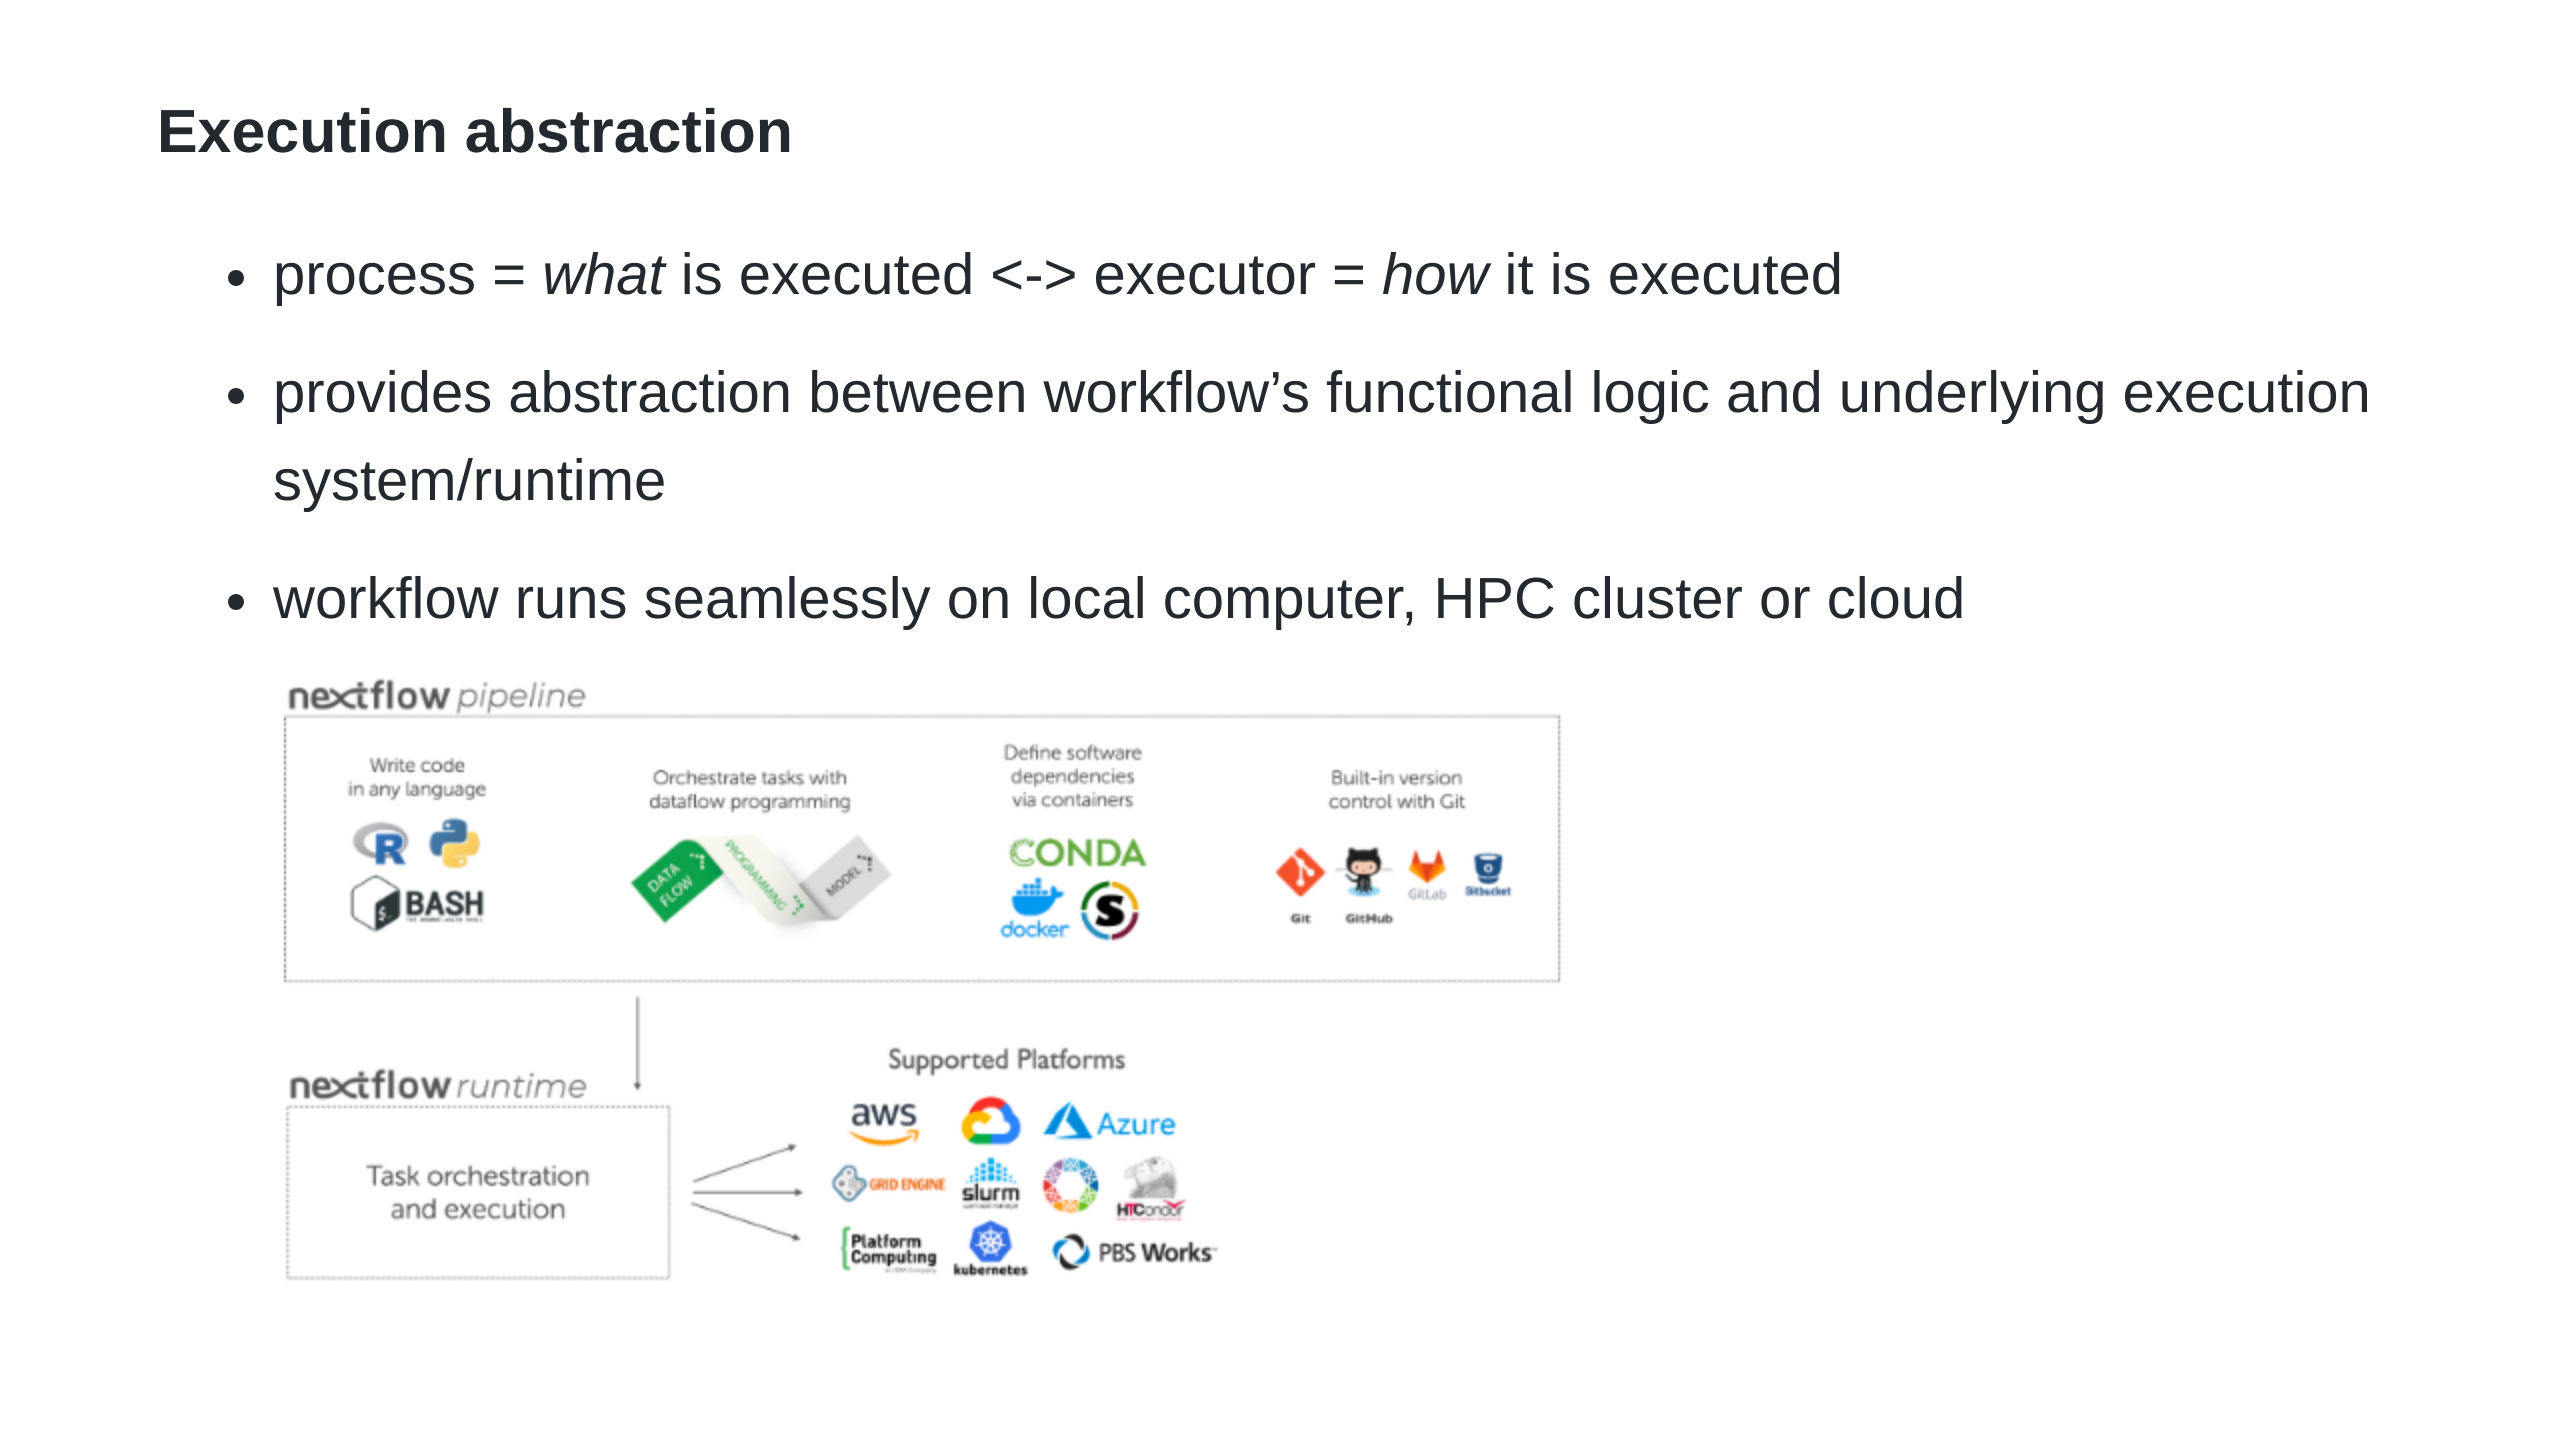 Execution abstraction
• process = what is executed <-> executor = how it is executed
• provides abstraction between workflow’s functional logic and underlying execution
system/runtime
• workflow runs seamlessly on local computer, HPC cluster or cloud
nextflow pipeline
Write code
in any language
R
BASH
Orchestrate tasks with
dataflow programming
DATA
FLOW
PROGRAMMING
MODEL
Define software
dependencies
via containers
CONDA
docker
S
Built-in version
control with Git
Git
GitHub
GitLab
Bitbucket
nextflow runtime
Task orchestration
and execution
Supported Platforms
aws
Azure
GRID ENGINE
slurm
HTCondor
Platform
Computing
kubernetes
PBS Works